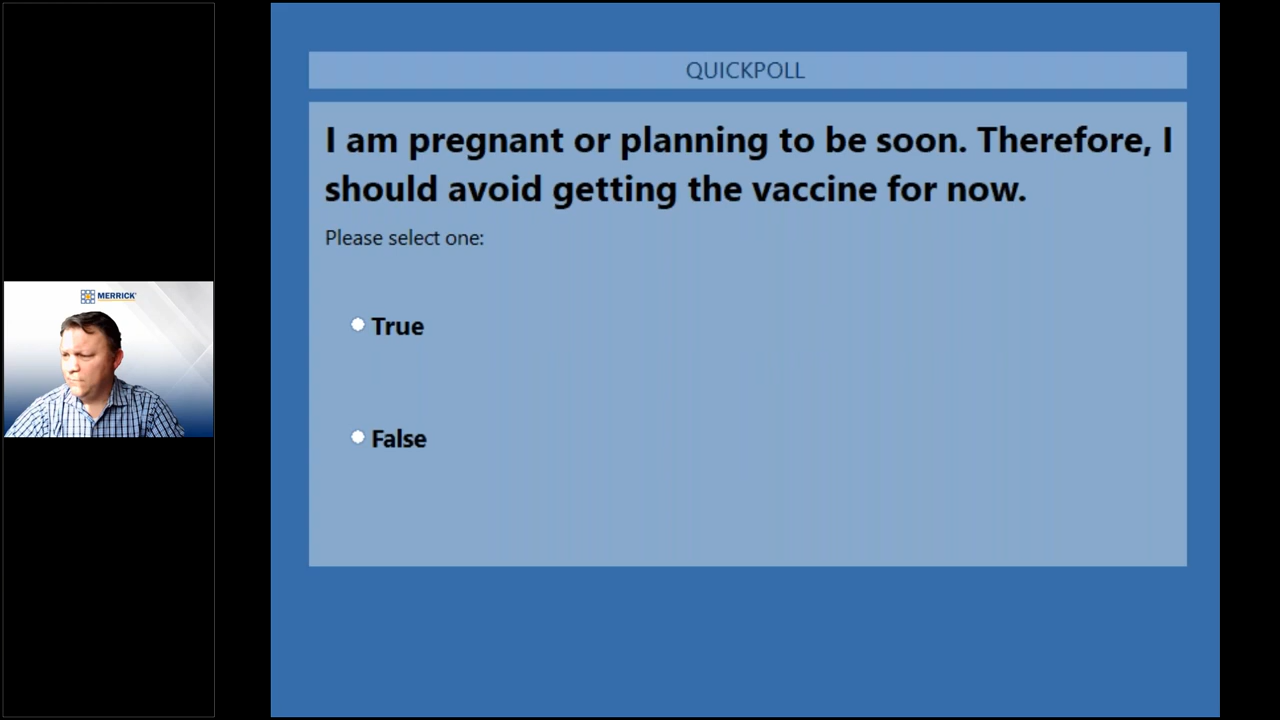 QUICKPOLL
I am pregnant or planning to be soon. Therefore, I
should avoid getting the vaccine for now.
Please select one:
True
False
MERRICK